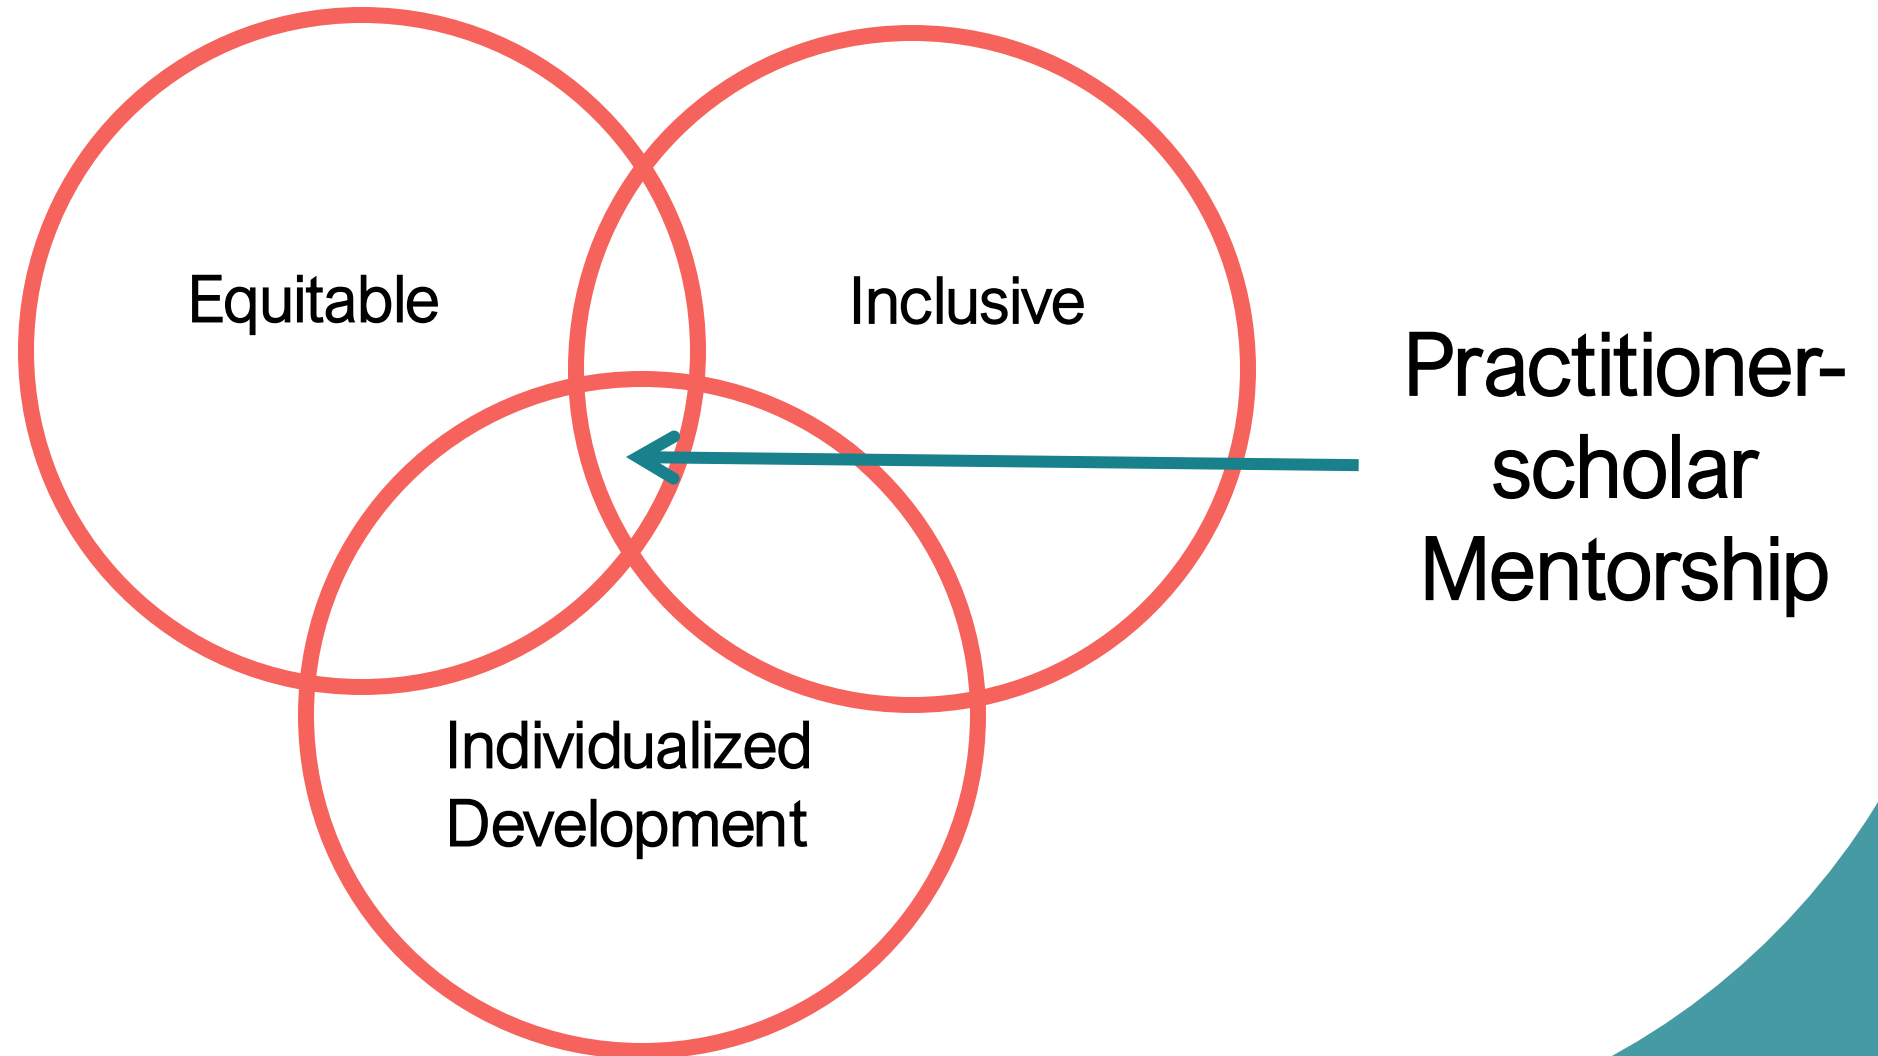 Equitable
Inclusive
Practitioner-
scholar
Mentorship
Individualized
Development